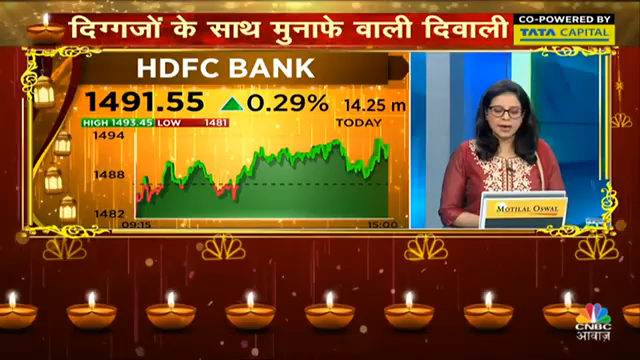 दिग्गजों के साथ मुनाफे वाली दिवाली
CO-POWERED BY
TATA CAPITAL
HDFC BANK
1491.55 0.29% 14.25 m
HIGH 1493.45 LOW 1481 TODAY
1494
1488
1482
09:15 15:00
MOTILAL OSWAL
CNBC
आवाज़